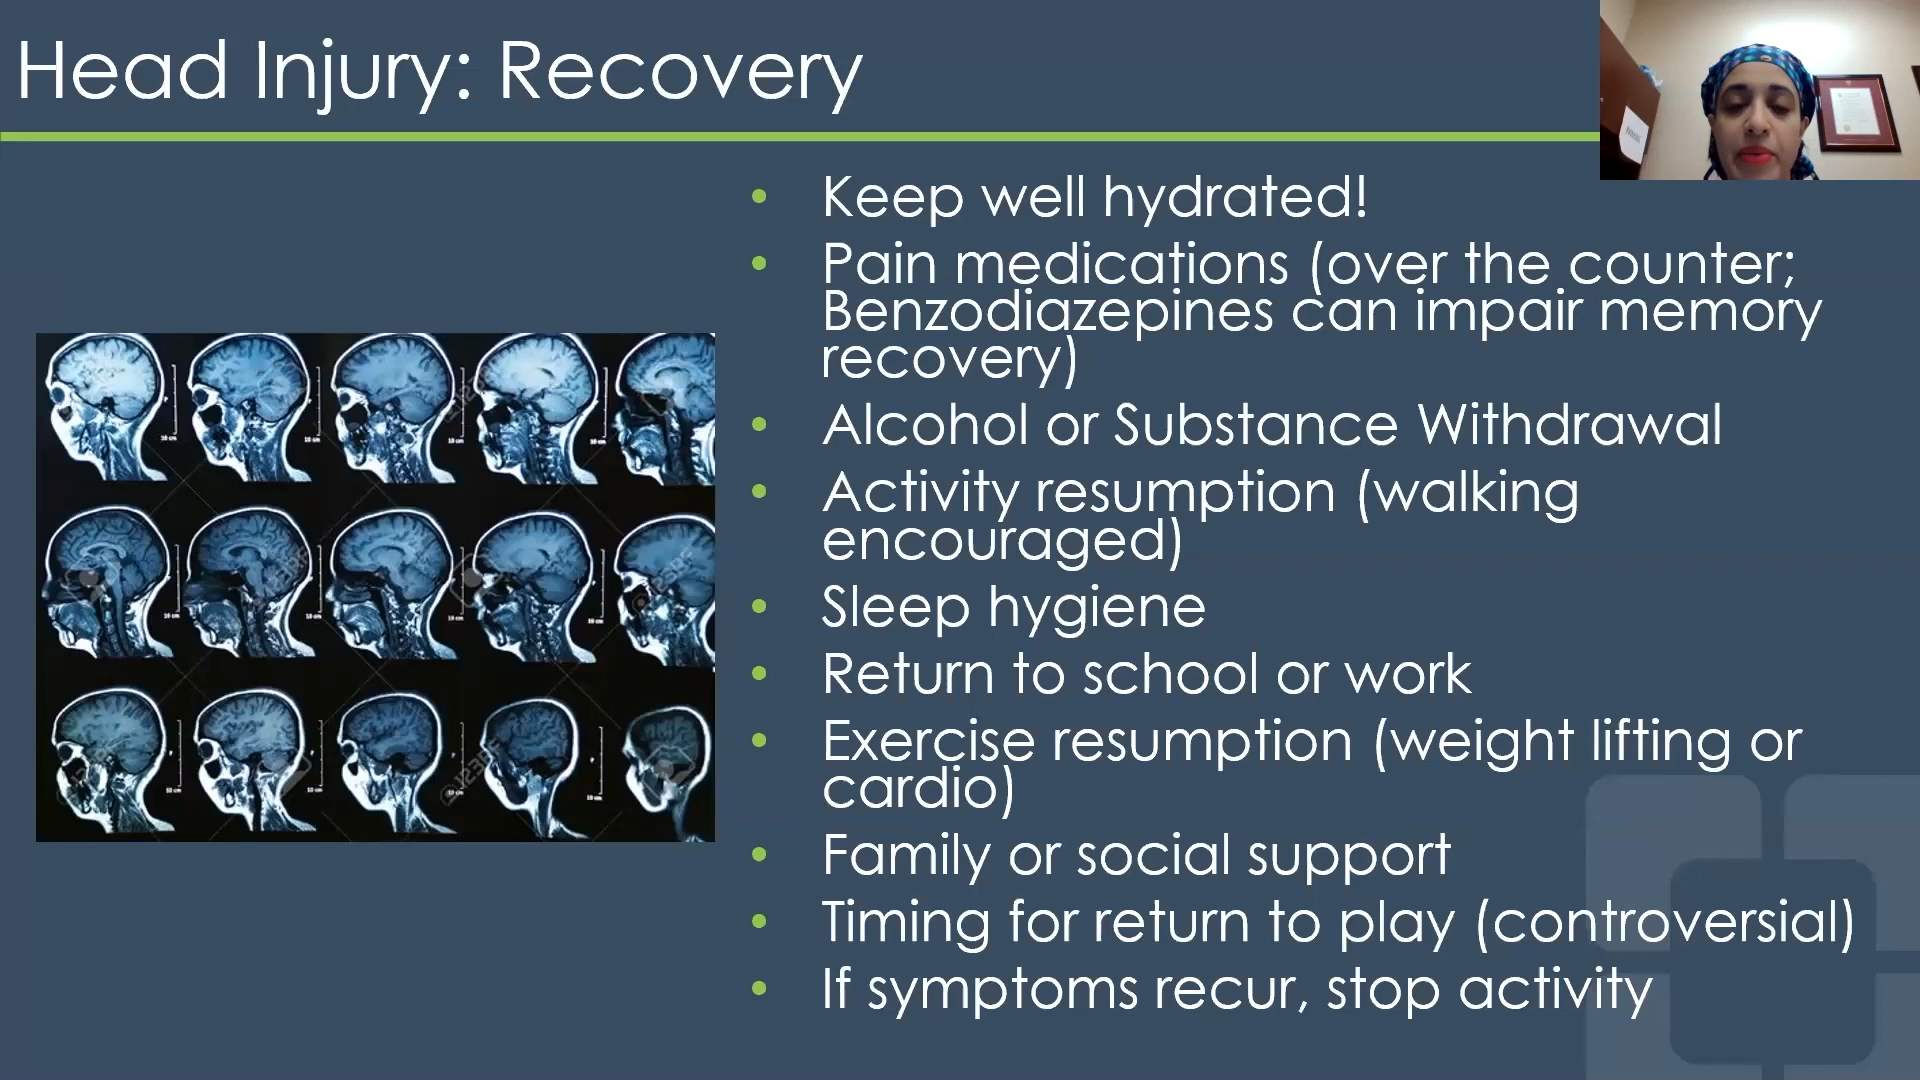 Head Injury: Recovery
• Keep well hydrated!
• Pain medications (over the counter;
Benzodiazepines can impair memory
recovery)
• Alcohol or Substance Withdrawal
• Activity resumption (walking
encouraged)
• Sleep hygiene
• Return to school or work
• Exercise resumption (weight lifting or
cardio)
• Family or social support
• Timing for return to play (controversial)
• If symptoms recur, stop activity